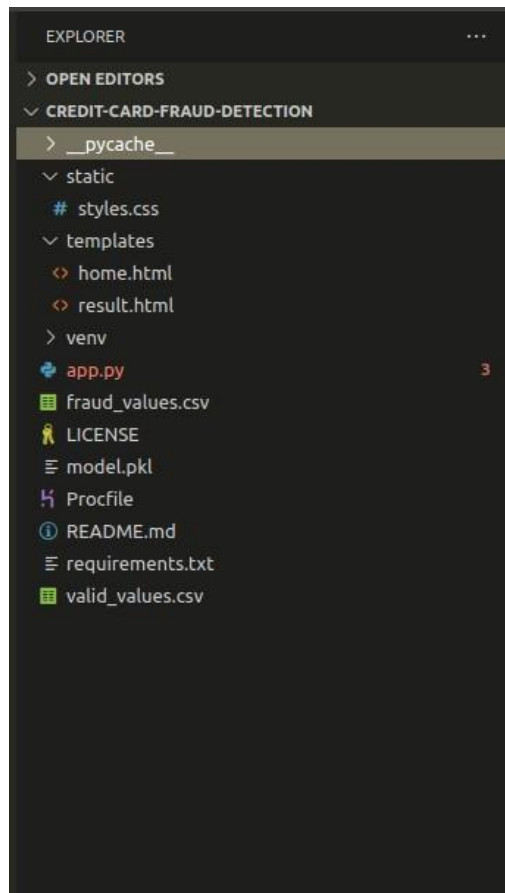 EXPLORER ...
OPEN EDITORS
CREDIT-CARD-FRAUD-DETECTION
__pycache__
static
# styles.css
templates
<> home.html
<> result.html
venv
app.py 3
fraud_values.csv
LICENSE
model.pkl
Procfile
README.md
requirements.txt
valid_values.csv